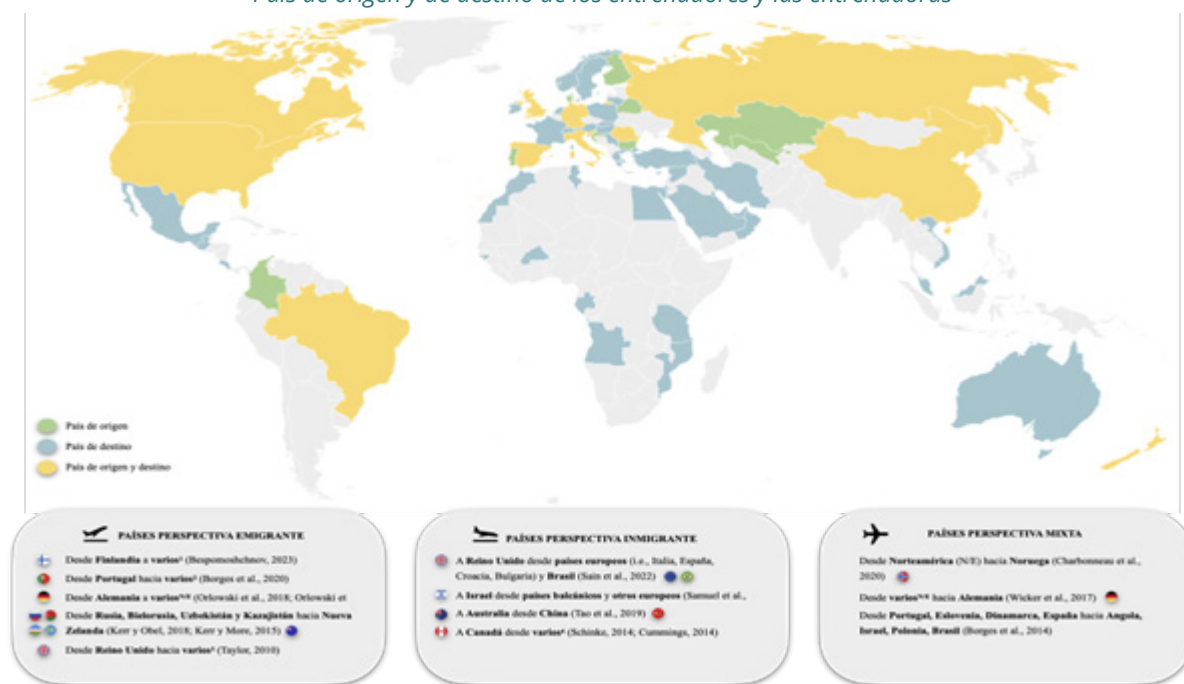 País de origen y de destino de los entrenadores y las entrenadoras
País de origen
País de destino
País de origen y destino
PAÍSES PERSPECTIVA EMIGRANTE
Desde Finlandia a varios¹ (Bespomoshchnov, 2023)
Desde Portugal hacia varios² (Borges et al., 2020)
Desde Alemania a varios (Orlowski et al., 2018; Orlowski et
Desde Rusia, Bielorusia, Uzbekistán y Kazajistán hacia Nueva
Zelanda (Kerr y Obel, 2018; Kerr y More, 2015)
Desde Reino Unido hacia varios (Taylor, 2010)
PAÍSES PERSPECTIVA INMIGRANTE
A Reino Unido desde países europeos (i.e., Italia, España,
Croacia, Bulgaria) y Brasil (Sain et al., 2022)
A Israel desde países balcánicos y otros europeos (Samuel et al.,
A Australia desde China (Tao et al., 2019)
A Canadá desde varios (Schinke, 2014; Cummings, 2014)
PAÍSES PERSPECTIVA MIXTA
Desde Norteamérica (N/E) hacia Noruega (Charbonneau et al.,
2020)
Desde varios hacia Alemania (Wicker et al., 2017)
Desde Portugal, Eslovenia, Dinamarca, España hacia Angola,
Israel, Polonia, Brasil (Borges et al., 2014)